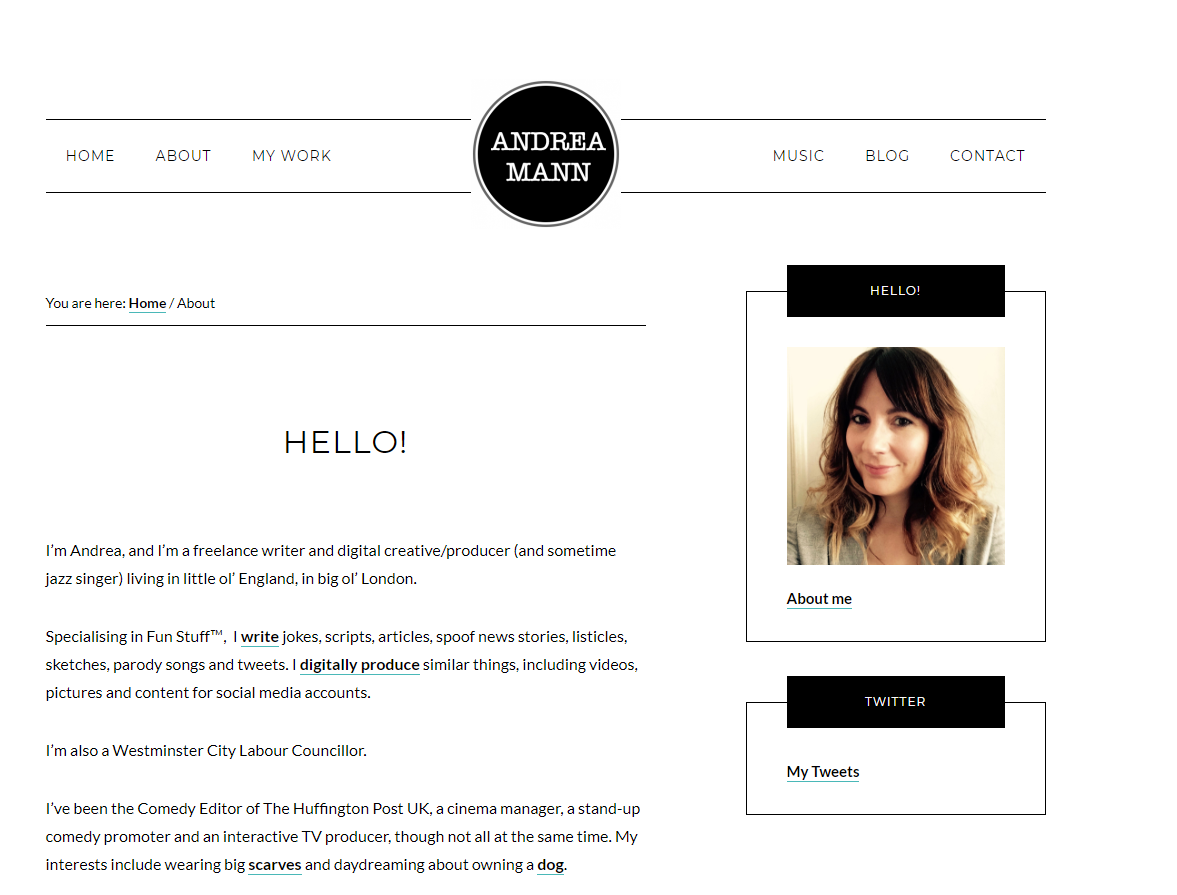 HOME ABOUT MY WORK
ANDREA
MANN
MUSIC BLOG CONTACT
You are here: Home / About
HELLO!
I’m Andrea, and I’m a freelance writer and digital creative/producer (and sometime
jazz singer) living in little ol’ England, in big ol’ London.
Specialising in Fun Stuff™, I write jokes, scripts, articles, spoof news stories, listicles,
sketches, parody songs and tweets. I digitally produce similar things, including videos,
pictures and content for social media accounts.
I’m also a Westminster City Labour Councillor.
I’ve been the Comedy Editor of The Huffington Post UK, a cinema manager, a stand-up
comedy promoter and an interactive TV producer, though not all at the same time. My
interests include wearing big scarves and daydreaming about owning a dog.
HELLO!
About me
TWITTER
My Tweets